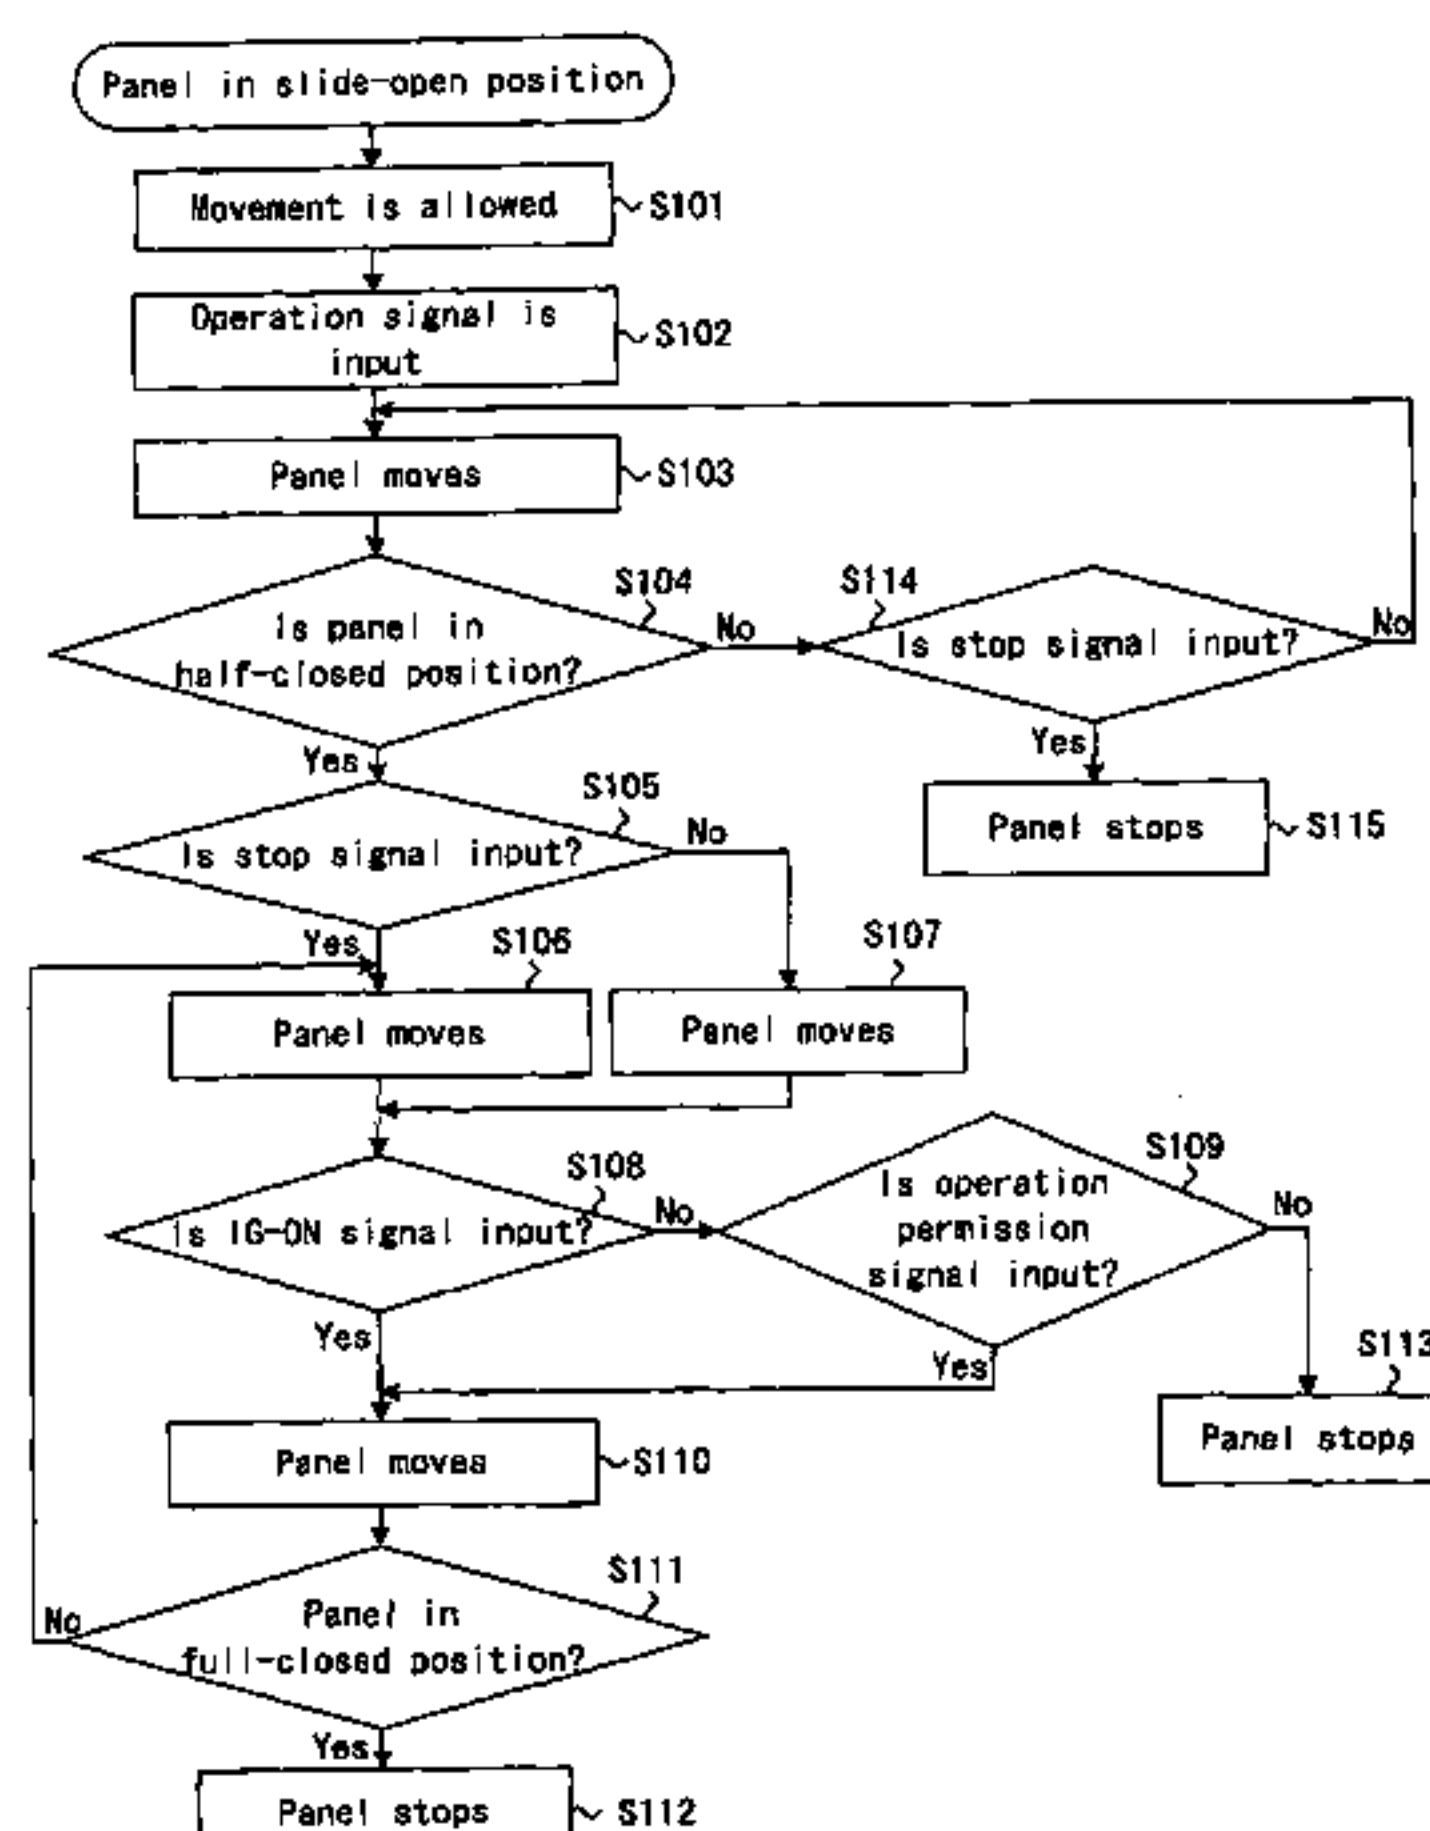 Panel in slide-open position
Movement is allowed
S101
Operation signal is
input
S102
Panel moves
S103
S104
Is panel in
half-closed position?
No
Yes
S114
Is stop signal input?
No
Yes
Panel stops
S115
S105
Is stop signal input?
No
Yes
S106
Panel moves
S107
Panel moves
S108
Is IG-ON signal input?
No
Yes
S109
Is operation
permission
signal input?
No
Yes
S113
Panel stops
Panel moves
S110
S111
Panel in
full-closed position?
No
Yes
Panel stops
S112